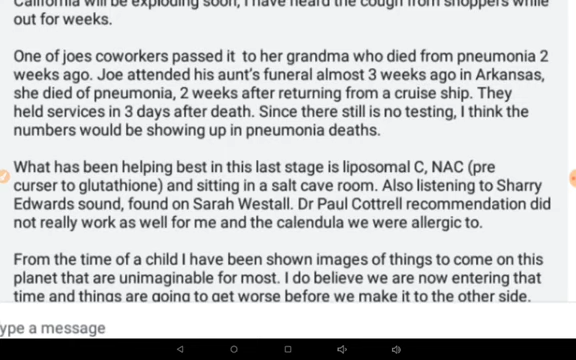 California will be exploding soon, I have heard the cough from shoppers while
out for weeks.
One of joes coworkers passed it to her grandma who died from pneumonia 2
weeks ago. Joe attended his aunt's funeral almost 3 weeks ago in Arkansas,
she died of pneumonia, 2 weeks after returning from a cruise ship. They
held services in 3 days after death. Since there still is no testing, I think the
numbers would be showing up in pneumonia deaths.
What has been helping best in this last stage is liposomal C, NAC (pre
curser to glutathione) and sitting in a salt cave room. Also listening to Sharry
Edwards sound, found on Sarah Westall. Dr Paul Cottrell recommendation did
not really work as well for me and the calendula we were allergic to.
From the time of a child I have been shown images of things to come on this
planet that are unimaginable for most. I do believe we are now entering that
time and things are going to get worse before we make it to the other side.
ype a message